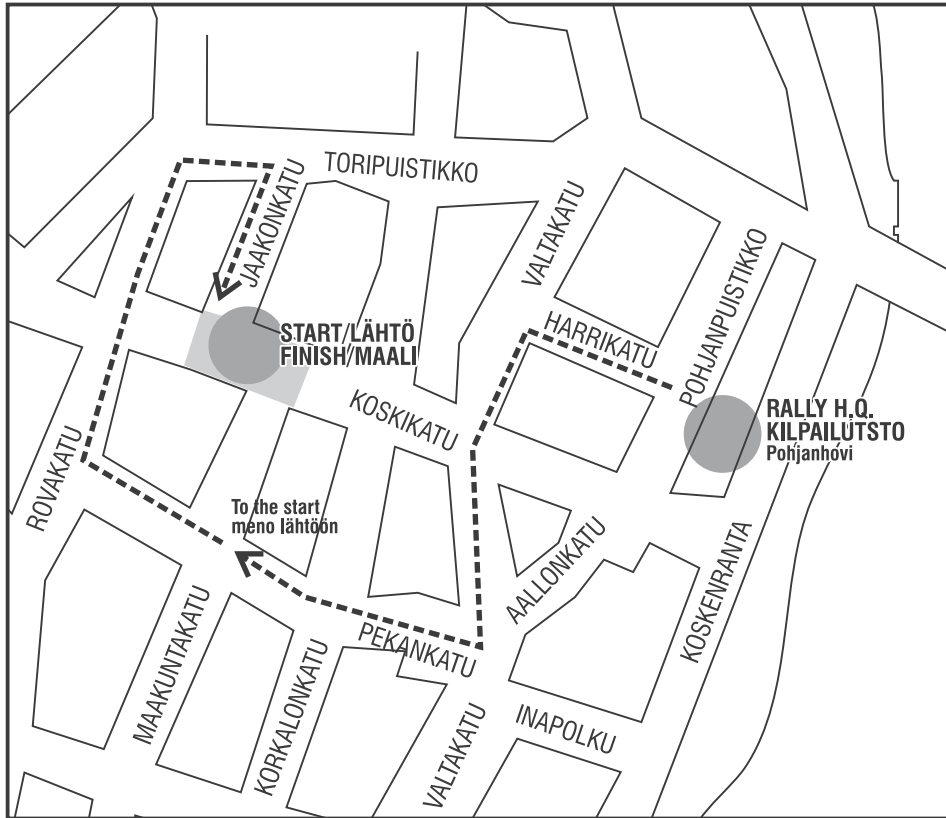 TORIPUISTIKKO
JAAKONKATU
VALTAKATU
POHJANPUISTIKKO
HARRIKATU
START/LÄHTÖ
FINISH/MAALI
KOSKIKATU
RALLY H.Q.
KILPAILUTSTO
Pohjanhovi
ROVAKATU
To the start
meno lähtöön
AALLONKATU
KOSKENRANTA
PEKANKATU
MAAKUNTAKATU
KORKALONKATU
VALTAKATU
INAPOLKU